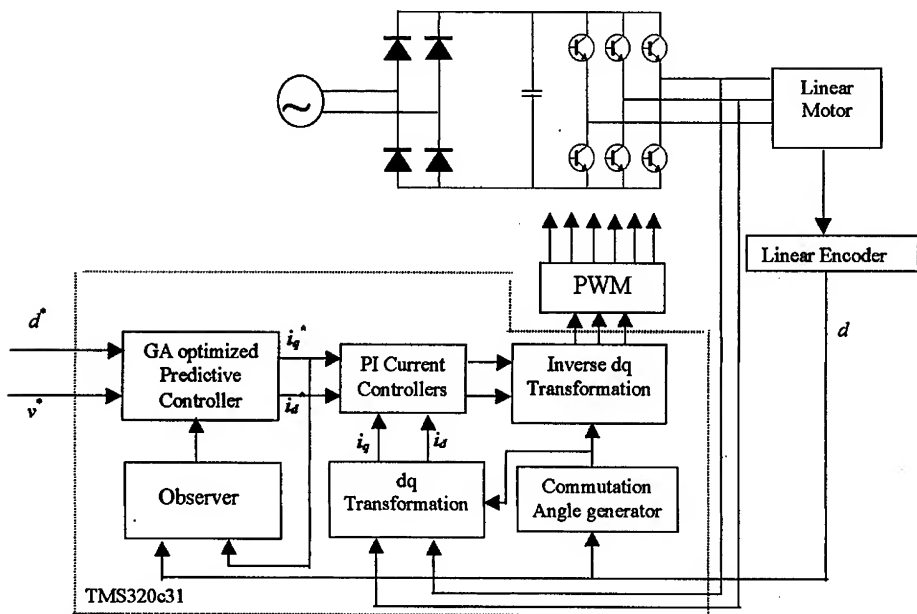 ~
Linear
Motor
Linear Encoder
PWM
d*
d
GA optimized
Predictive
Controller
i_q^*
PI Current
Controllers
Inverse dq
Transformation
v*
i_d^*
i_q
i_d
Observer
dq
Transformation
Commutation
Angle generator
TMS320c31